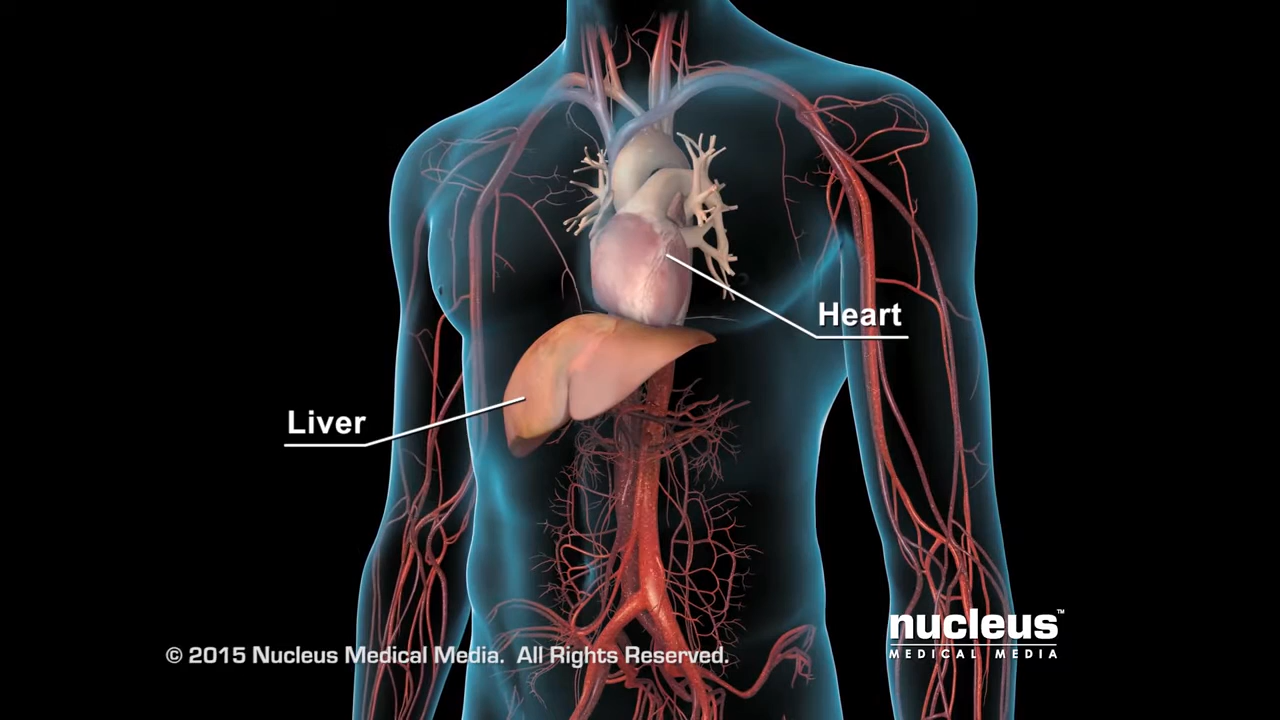 Heart
Liver
nucleus™
MEDICAL MEDIA
© 2015 Nucleus Medical Media. All Rights Reserved.